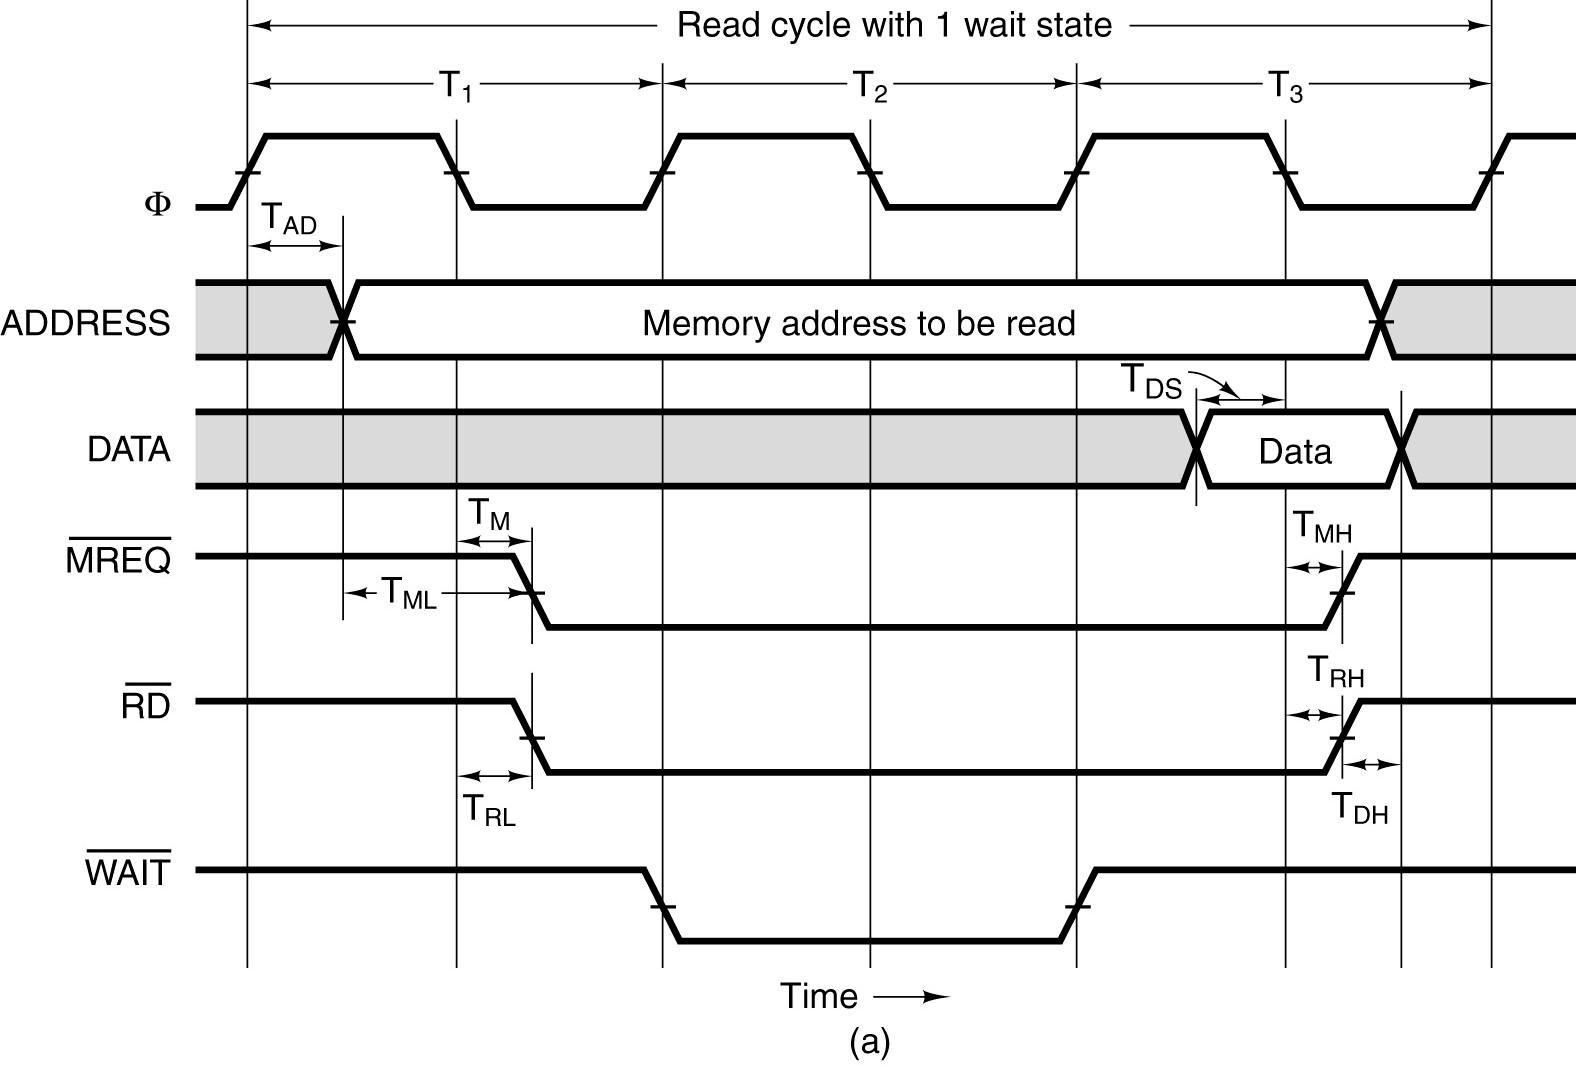 Read cycle with 1 wait state
T1 T2 T3
Φ
TAD
ADDRESS Memory address to be read
TDS
DATA Data
TM
TMH
MREQ
TML
TRH
RD
TRL
TDH
WAIT
Time
(a)